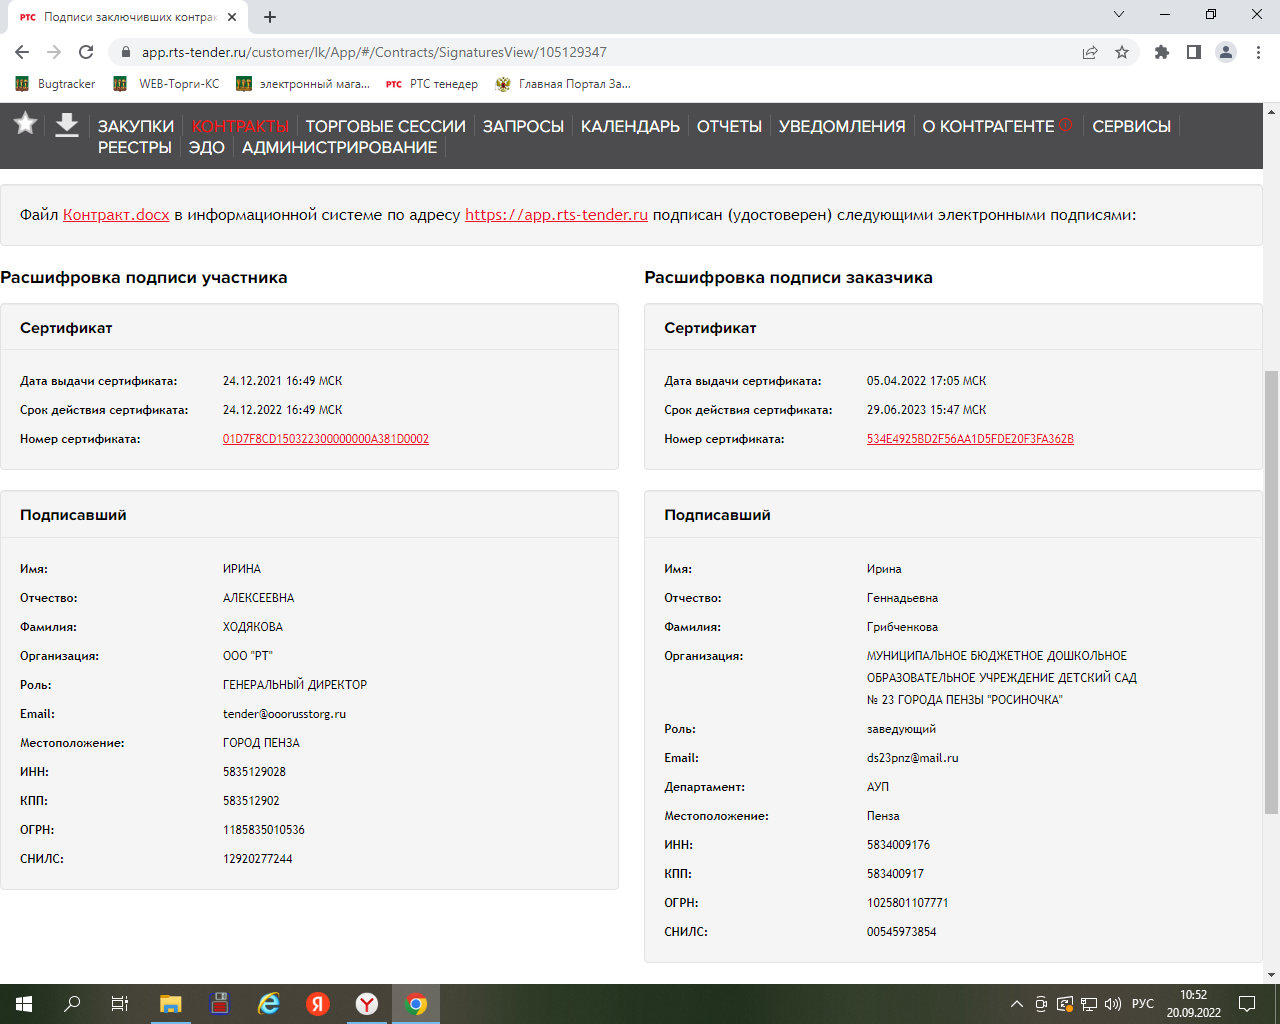 РТС Подписи заключивших контрак
app.rts-tender.ru/customer/lk/App/#/Contracts/SignaturesView/105129347
Bugtracker WEB-Торги-КС электронный мага... РТС РТС тенедер Главная Портал За...
ЗАКУПКИ КОНТРАКТЫ ТОРГОВЫЕ СЕССИИ ЗАПРОСЫ КАЛЕНДАРЬ ОТЧЕТЫ УВЕДОМЛЕНИЯ О КОНТРАГЕНТЕ СЕРВИСЫ
РЕЕСТРЫ ЭДО АДМИНИСТРИРОВАНИЕ
Файл Контракт.docx в информационной системе по адресу https://app.rts-tender.ru подписан (удостоверен) следующими электронными подписями:
Расшифровка подписи участника
Сертификат
Дата выдачи сертификата: 24.12.2021 16:49 МСК
Срок действия сертификата: 24.12.2022 16:49 МСК
Номер сертификата: 01D7F8CD150322300000000A381D0002
Подписавший
Имя: ИРИНА
Отчество: АЛЕКСЕЕВНА
Фамилия: ХОДЯКОВА
Организация: ООО "РТ"
Роль: ГЕНЕРАЛЬНЫЙ ДИРЕКТОР
Email: tender@ooorusstorg.ru
Местоположение: ГОРОД ПЕНЗА
ИНН: 5835129028
КПП: 583512902
ОГРН: 1185835010536
СНИЛС: 12920277244
Расшифровка подписи заказчика
Сертификат
Дата выдачи сертификата: 05.04.2022 17:05 МСК
Срок действия сертификата: 29.06.2023 15:47 МСК
Номер сертификата: 534E4925BD2F56AA1D5FDE20F3FA362B
Подписавший
Имя: Ирина
Отчество: Геннадьевна
Фамилия: Грибченкова
Организация: МУНИЦИПАЛЬНОЕ БЮДЖЕТНОЕ ДОШКОЛЬНОЕ
ОБРАЗОВАТЕЛЬНОЕ УЧРЕЖДЕНИЕ ДЕТСКИЙ САД
№ 23 ГОРОДА ПЕНЗЫ "РОСИНОЧКА"
Роль: заведующий
Email: ds23pnz@mail.ru
Департамент: АУП
Местоположение: Пенза
ИНН: 5834009176
КПП: 583400917
ОГРН: 1025801107771
СНИЛС: 00545973854
РУС 10:52
20.09.2022